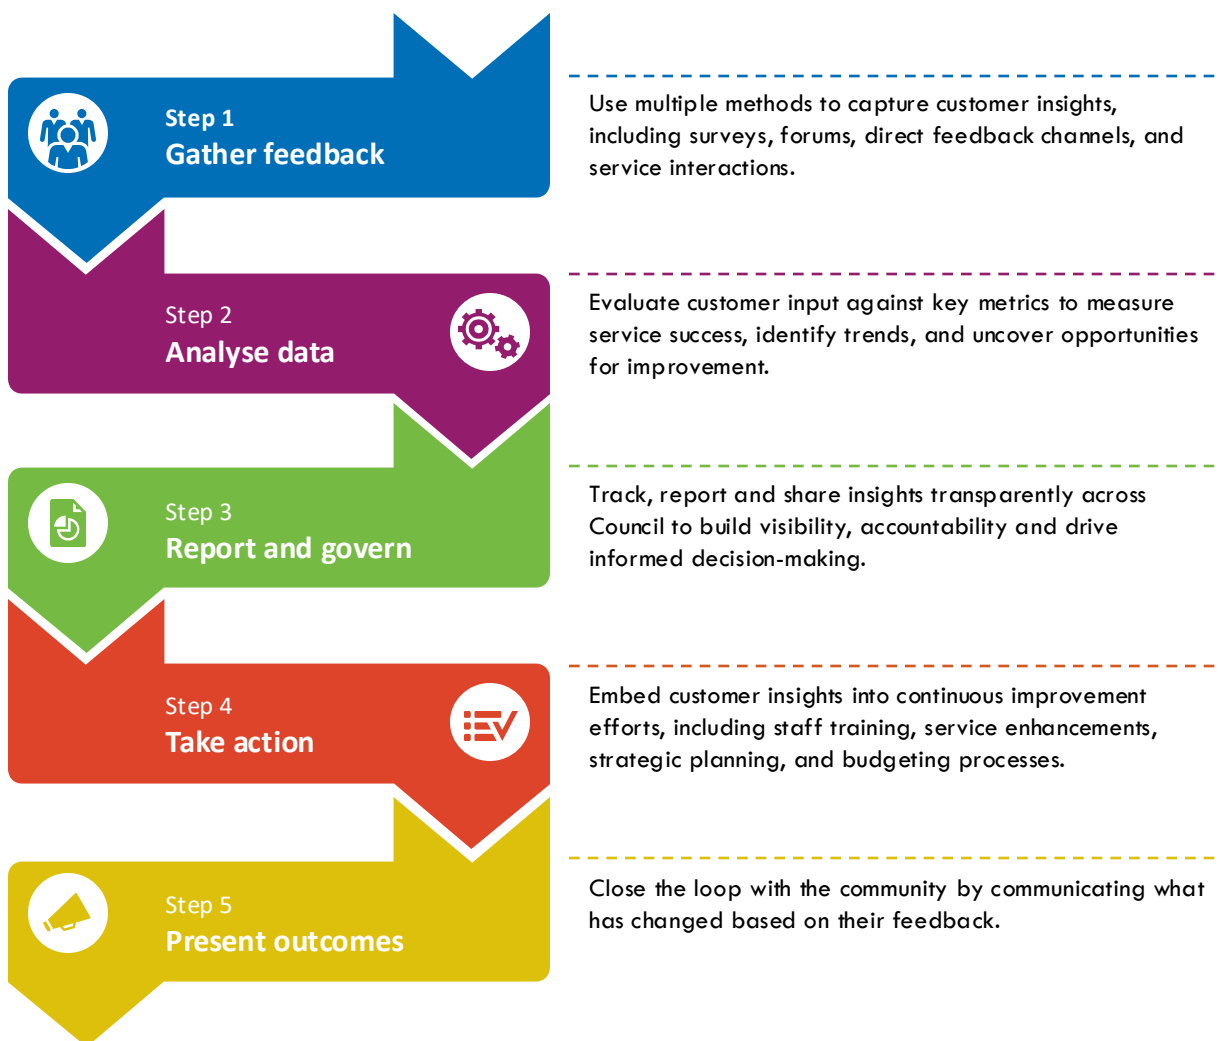 Step 1
Gather feedback
Use multiple methods to capture customer insights,
including surveys, forums, direct feedback channels, and
service interactions.
Step 2
Analyse data
Evaluate customer input against key metrics to measure
service success, identify trends, and uncover opportunities
for improvement.
Step 3
Report and govern
Track, report and share insights transparently across
Council to build visibility, accountability and drive
informed decision-making.
Step 4
Take action
Embed customer insights into continuous improvement
efforts, including staff training, service enhancements,
strategic planning, and budgeting processes.
Step 5
Present outcomes
Close the loop with the community by communicating what
has changed based on their feedback.